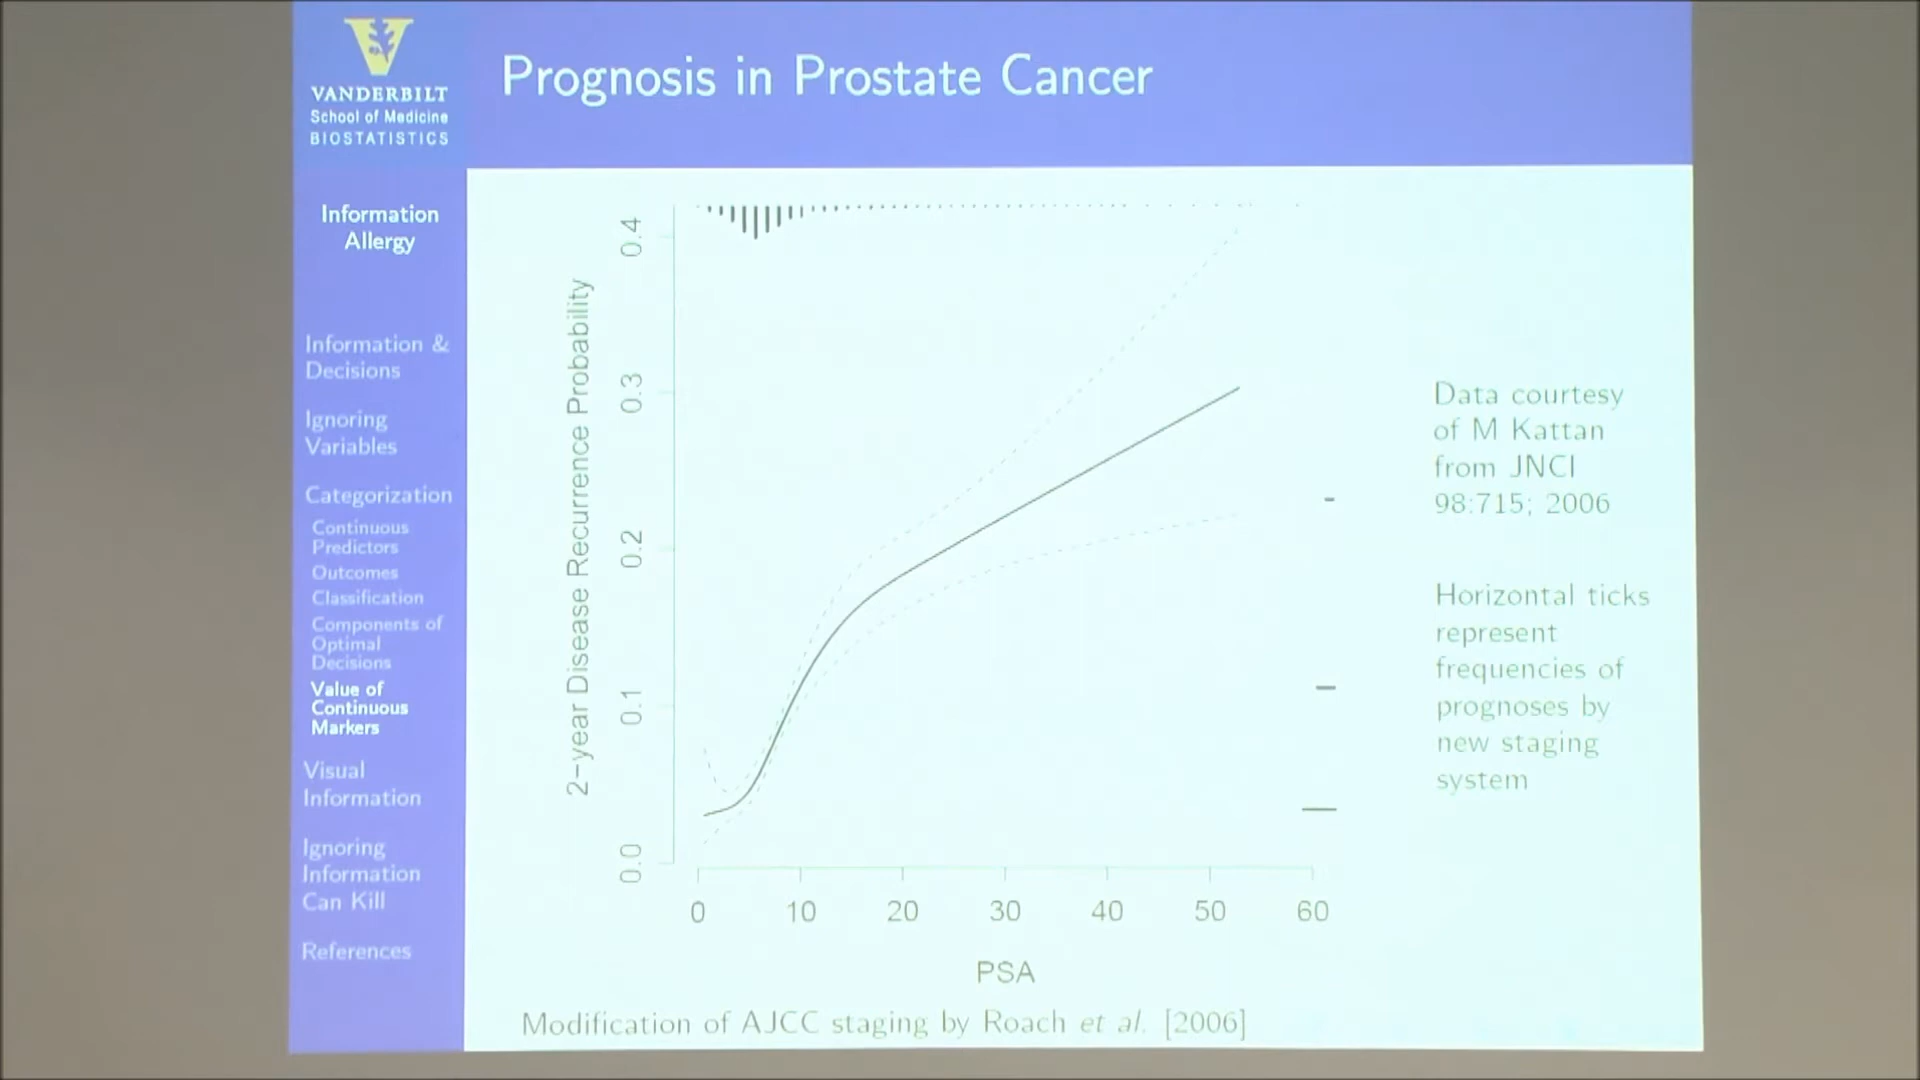 VANDERBILT
School of Medicine
BIOSTATISTICS
Prognosis in Prostate Cancer
Information
Allergy
Information &
Decisions
Ignoring
Variables
Categorization
Continuous
Predictors
Outcomes
Classification
Components of
Optimal
Decisions
Value of
Continuous
Markers
Visual
Information
Ignoring
Information
Can Kill
References
2-year Disease Recurrence Probability
0.4
0.3
0.2
0.1
0.0
0 10 20 30 40 50 60
PSA
Data courtesy
of M Kattan
from JNCI
98:715; 2006
Horizontal ticks
represent
frequencies of
prognoses by
new staging
system
Modification of AJCC staging by Roach et al. [2006]